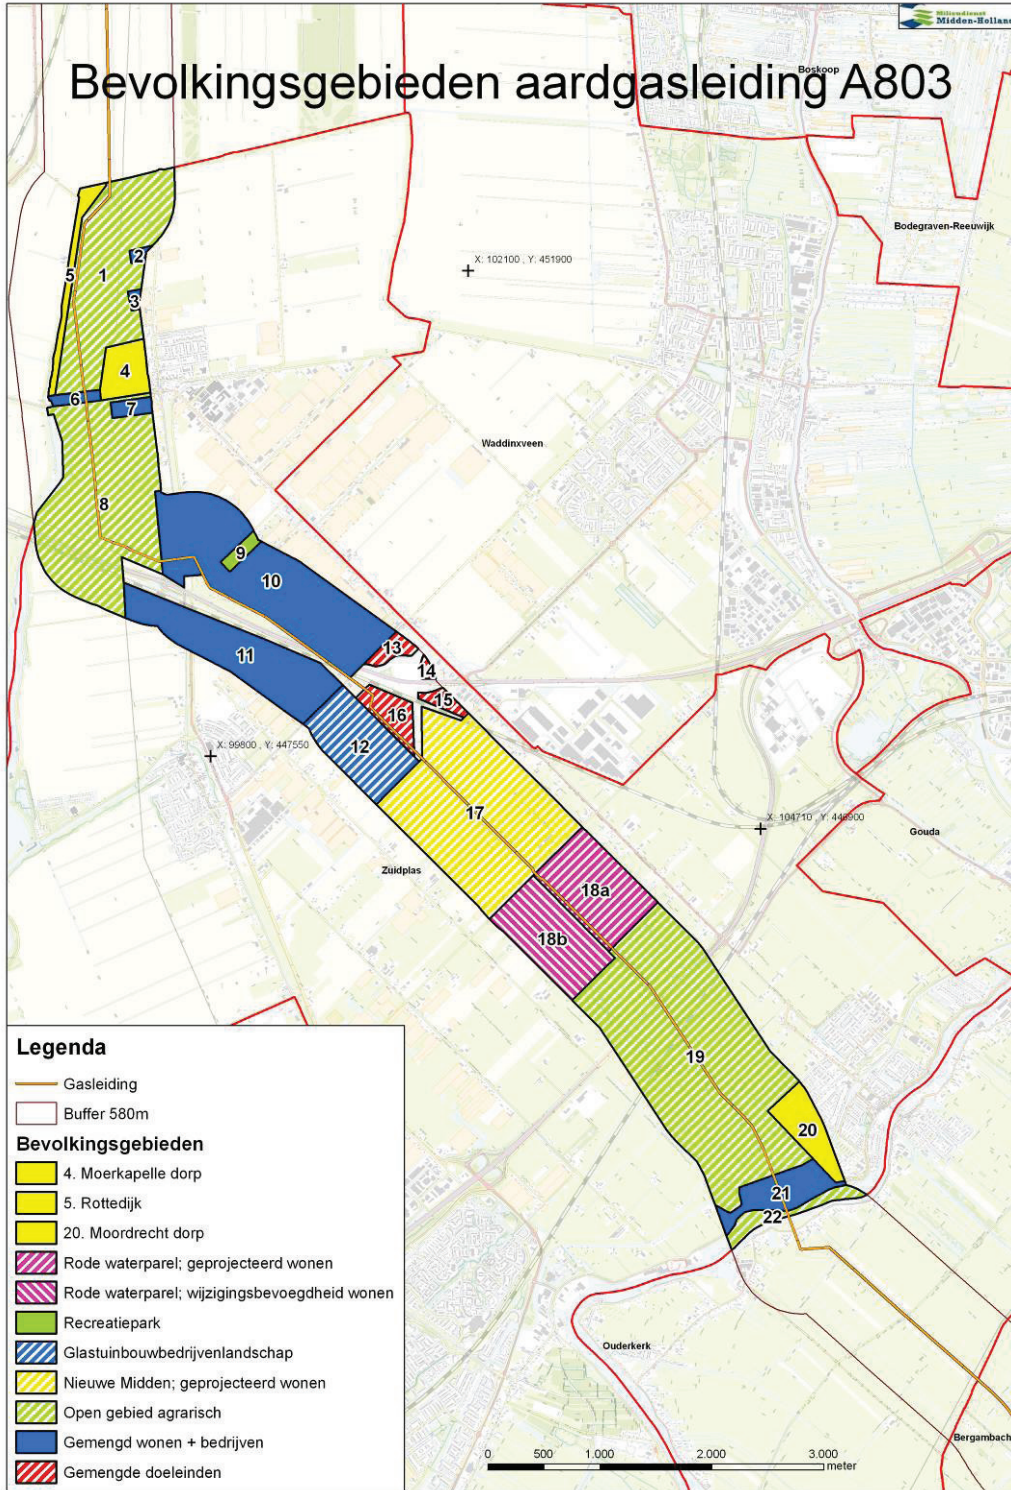 Milieudienst
Midden-Holland
Bevolkingsgebieden aardgasleiding A803
Boskoop
Bodegraven-Reeuwijk
X: 102100 , Y: 451900
Waddinxveen
X: 99800 , Y: 447550
X: 104710 , Y: 446900
Gouda
Zuidplas
Ouderkerk
Bergambach
1
2
3
4
5
6
7
8
9
10
11
12
13
14
15
16
17
18a
18b
19
20
21
22
Legenda
Gasleiding
Buffer 580m
Bevolkingsgebieden
4. Moerkapelle dorp
5. Rottedijk
20. Moordrecht dorp
Rode waterparel; geprojecteerd wonen
Rode waterparel; wijzigingsbevoegdheid wonen
Recreatiepark
Glastuinbouwbedrijvenlandschap
Nieuwe Midden; geprojecteerd wonen
Open gebied agrarisch
Gemengd wonen + bedrijven
Gemengde doeleinden
0 500 1.000 2.000 3.000
meter